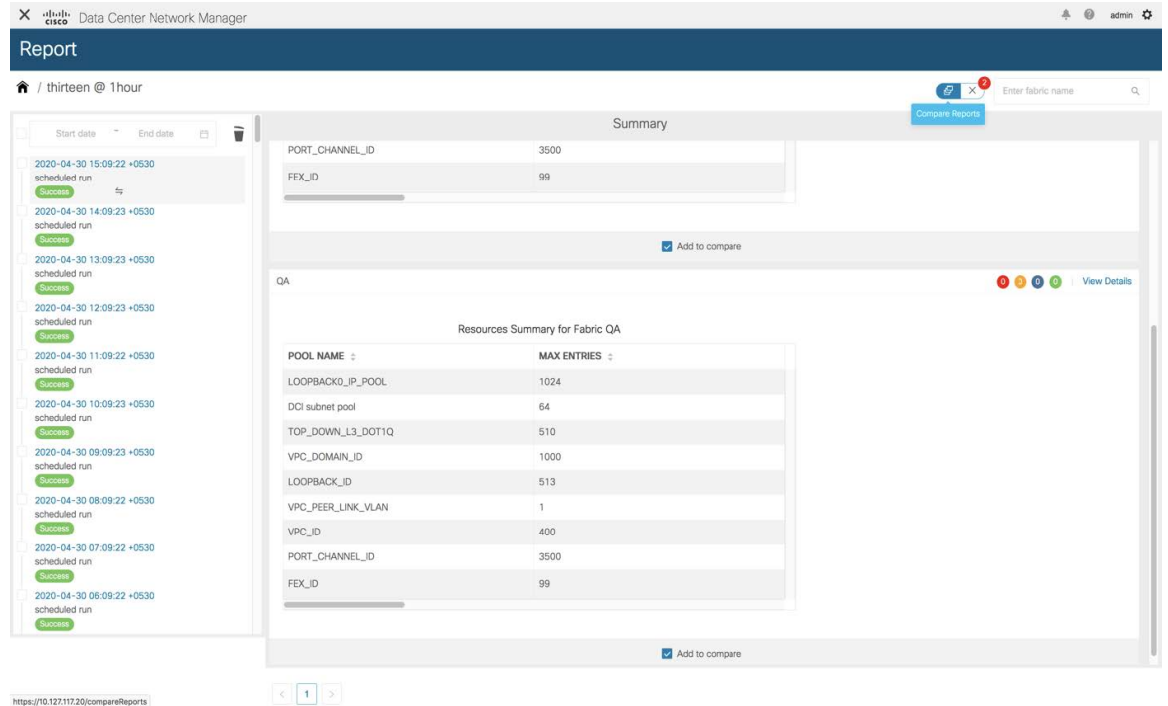 cisco Data Center Network Manager
admin
Report
/ thirteen @ 1hour
2
Enter fabric name
Compare Reports
Start date ~ End date
2020-04-30 15:09:22 +0530
scheduled run
Success
2020-04-30 14:09:23 +0530
scheduled run
Success
2020-04-30 13:09:23 +0530
scheduled run
Success
2020-04-30 12:09:23 +0530
scheduled run
Success
2020-04-30 11:09:22 +0530
scheduled run
Success
2020-04-30 10:09:23 +0530
scheduled run
Success
2020-04-30 09:09:23 +0530
scheduled run
Success
2020-04-30 08:09:22 +0530
scheduled run
Success
2020-04-30 07:09:22 +0530
scheduled run
Success
2020-04-30 06:09:22 +0530
scheduled run
Success
Summary
PORT_CHANNEL_ID 3500
FEX_ID 99
Add to compare
QA 0 0 0 0 View Details
Resources Summary for Fabric QA
POOL NAME MAX ENTRIES
LOOPBACK0_IP_POOL 1024
DCI subnet pool 64
TOP_DOWN_L3_DOT1Q 510
VPC_DOMAIN_ID 1000
LOOPBACK_ID 513
VPC_PEER_LINK_VLAN 1
VPC_ID 400
PORT_CHANNEL_ID 3500
FEX_ID 99
Add to compare
< 1 >
https://10.127.117.20/compareReports